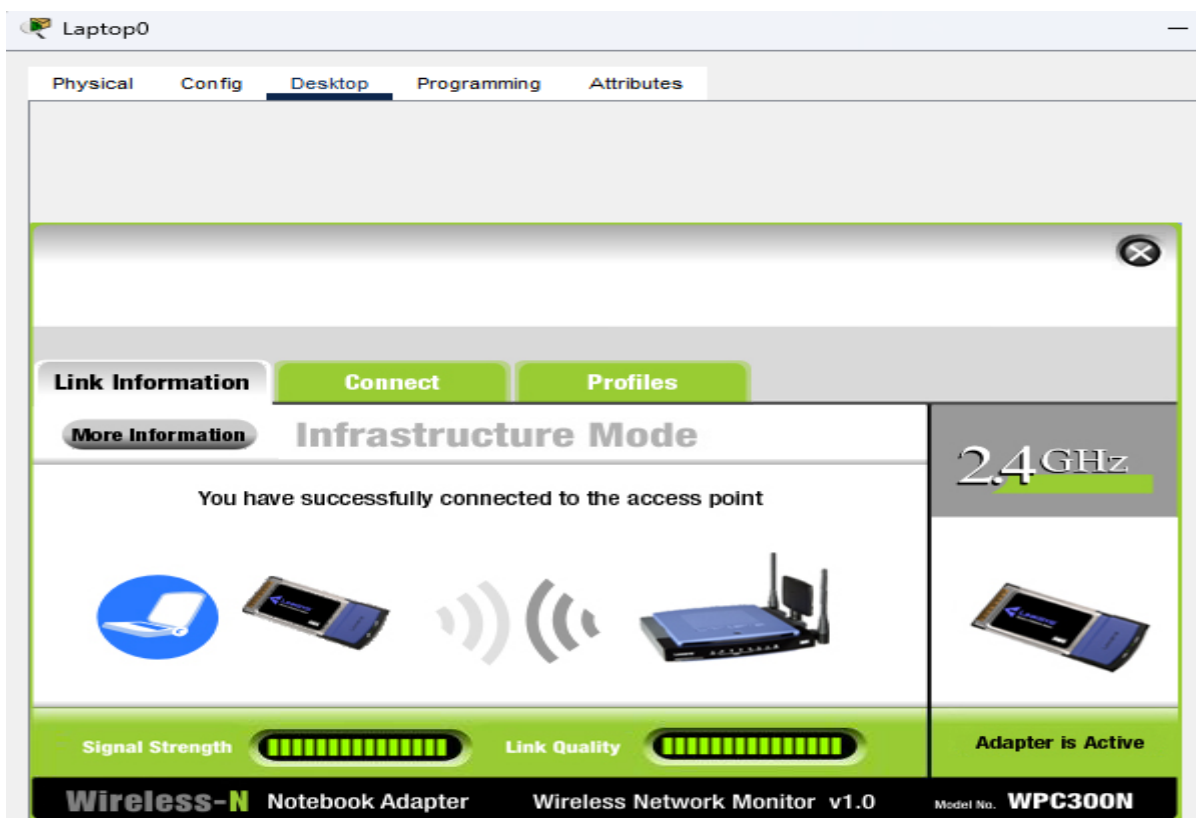 Laptop0
Physical Config Desktop Programming Attributes
Link Information Connect Profiles
More Information Infrastructure Mode
2.4 GHz
You have successfully connected to the access point
Signal Strength Link Quality Adapter is Active
Wireless-N Notebook Adapter Wireless Network Monitor v1.0 Model No. WPC300N